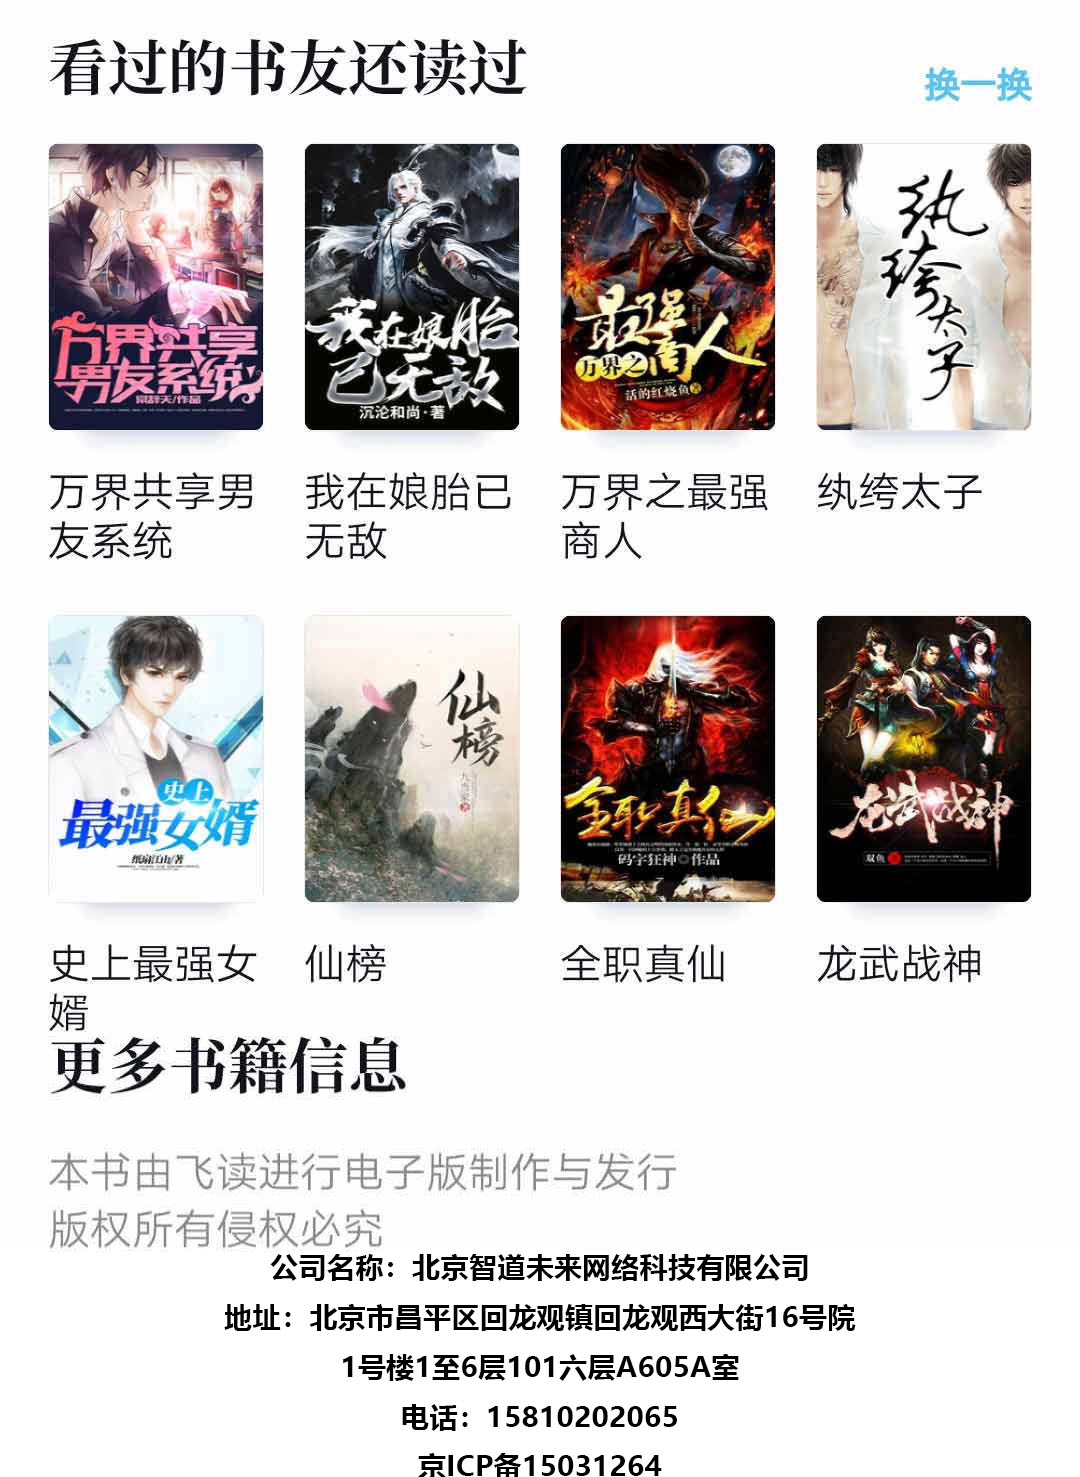 看过的书友还读过
换一换
万界共享
男友系统
常辞天/作品
我在娘胎
已无敌
沉沦和尚·著
最强
万界之商人
活的红烧鱼 著
纨绔太子
万界共享男
友系统
我在娘胎已
无敌
万界之最强
商人
纨绔太子
史上
最强女婿
纸扇江山/著
仙榜
全职真仙
码字狂神 作品
龙武战神
双鱼
史上最强女
婿
仙榜
全职真仙
龙武战神
更多书籍信息
本书由飞读进行电子版制作与发行
版权所有侵权必究
公司名称：北京智道未来网络科技有限公司
地址：北京市昌平区回龙观镇回龙观西大街16号院
1号楼1至6层101六层A605A室
电话：15810202065
京ICP备15031264